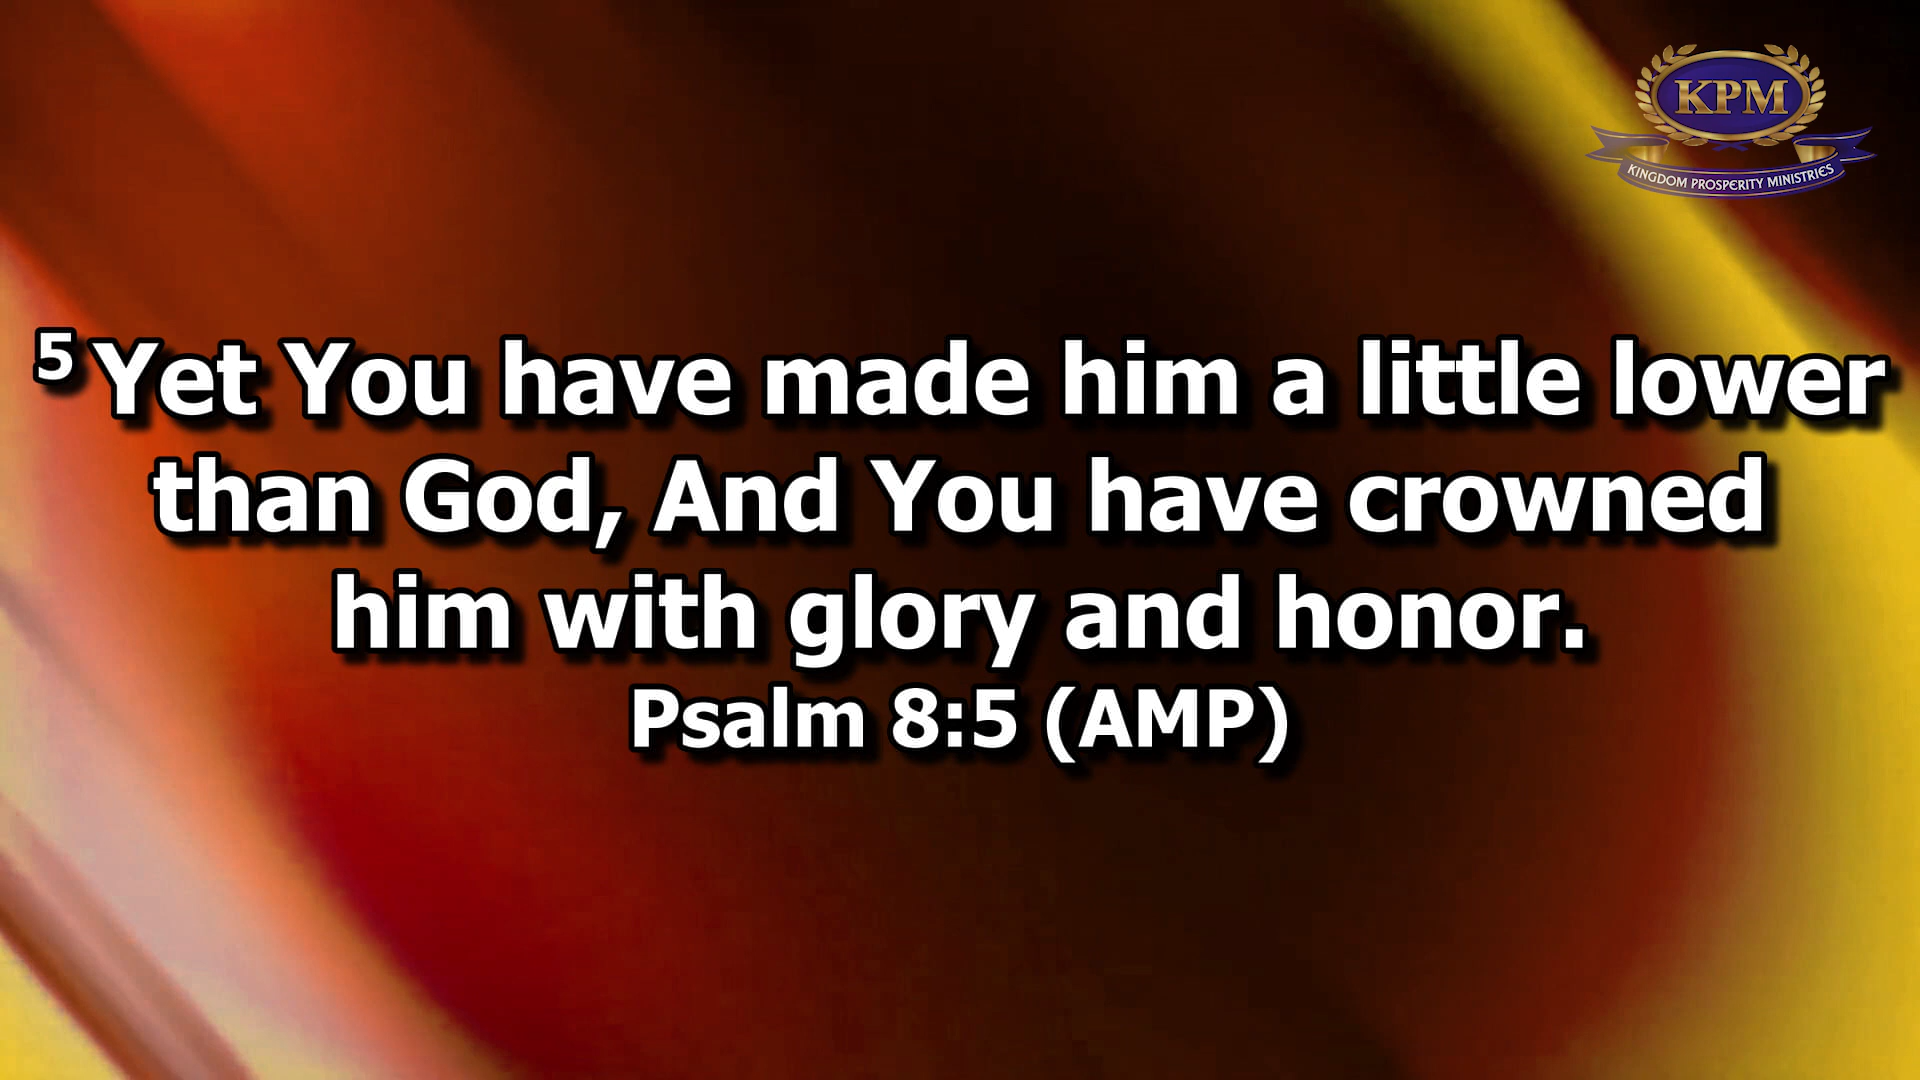 KPM
KINGDOM PROSPERITY MINISTRIES
5 Yet You have made him a little lower
than God, And You have crowned
him with glory and honor.
Psalm 8:5 (AMP)